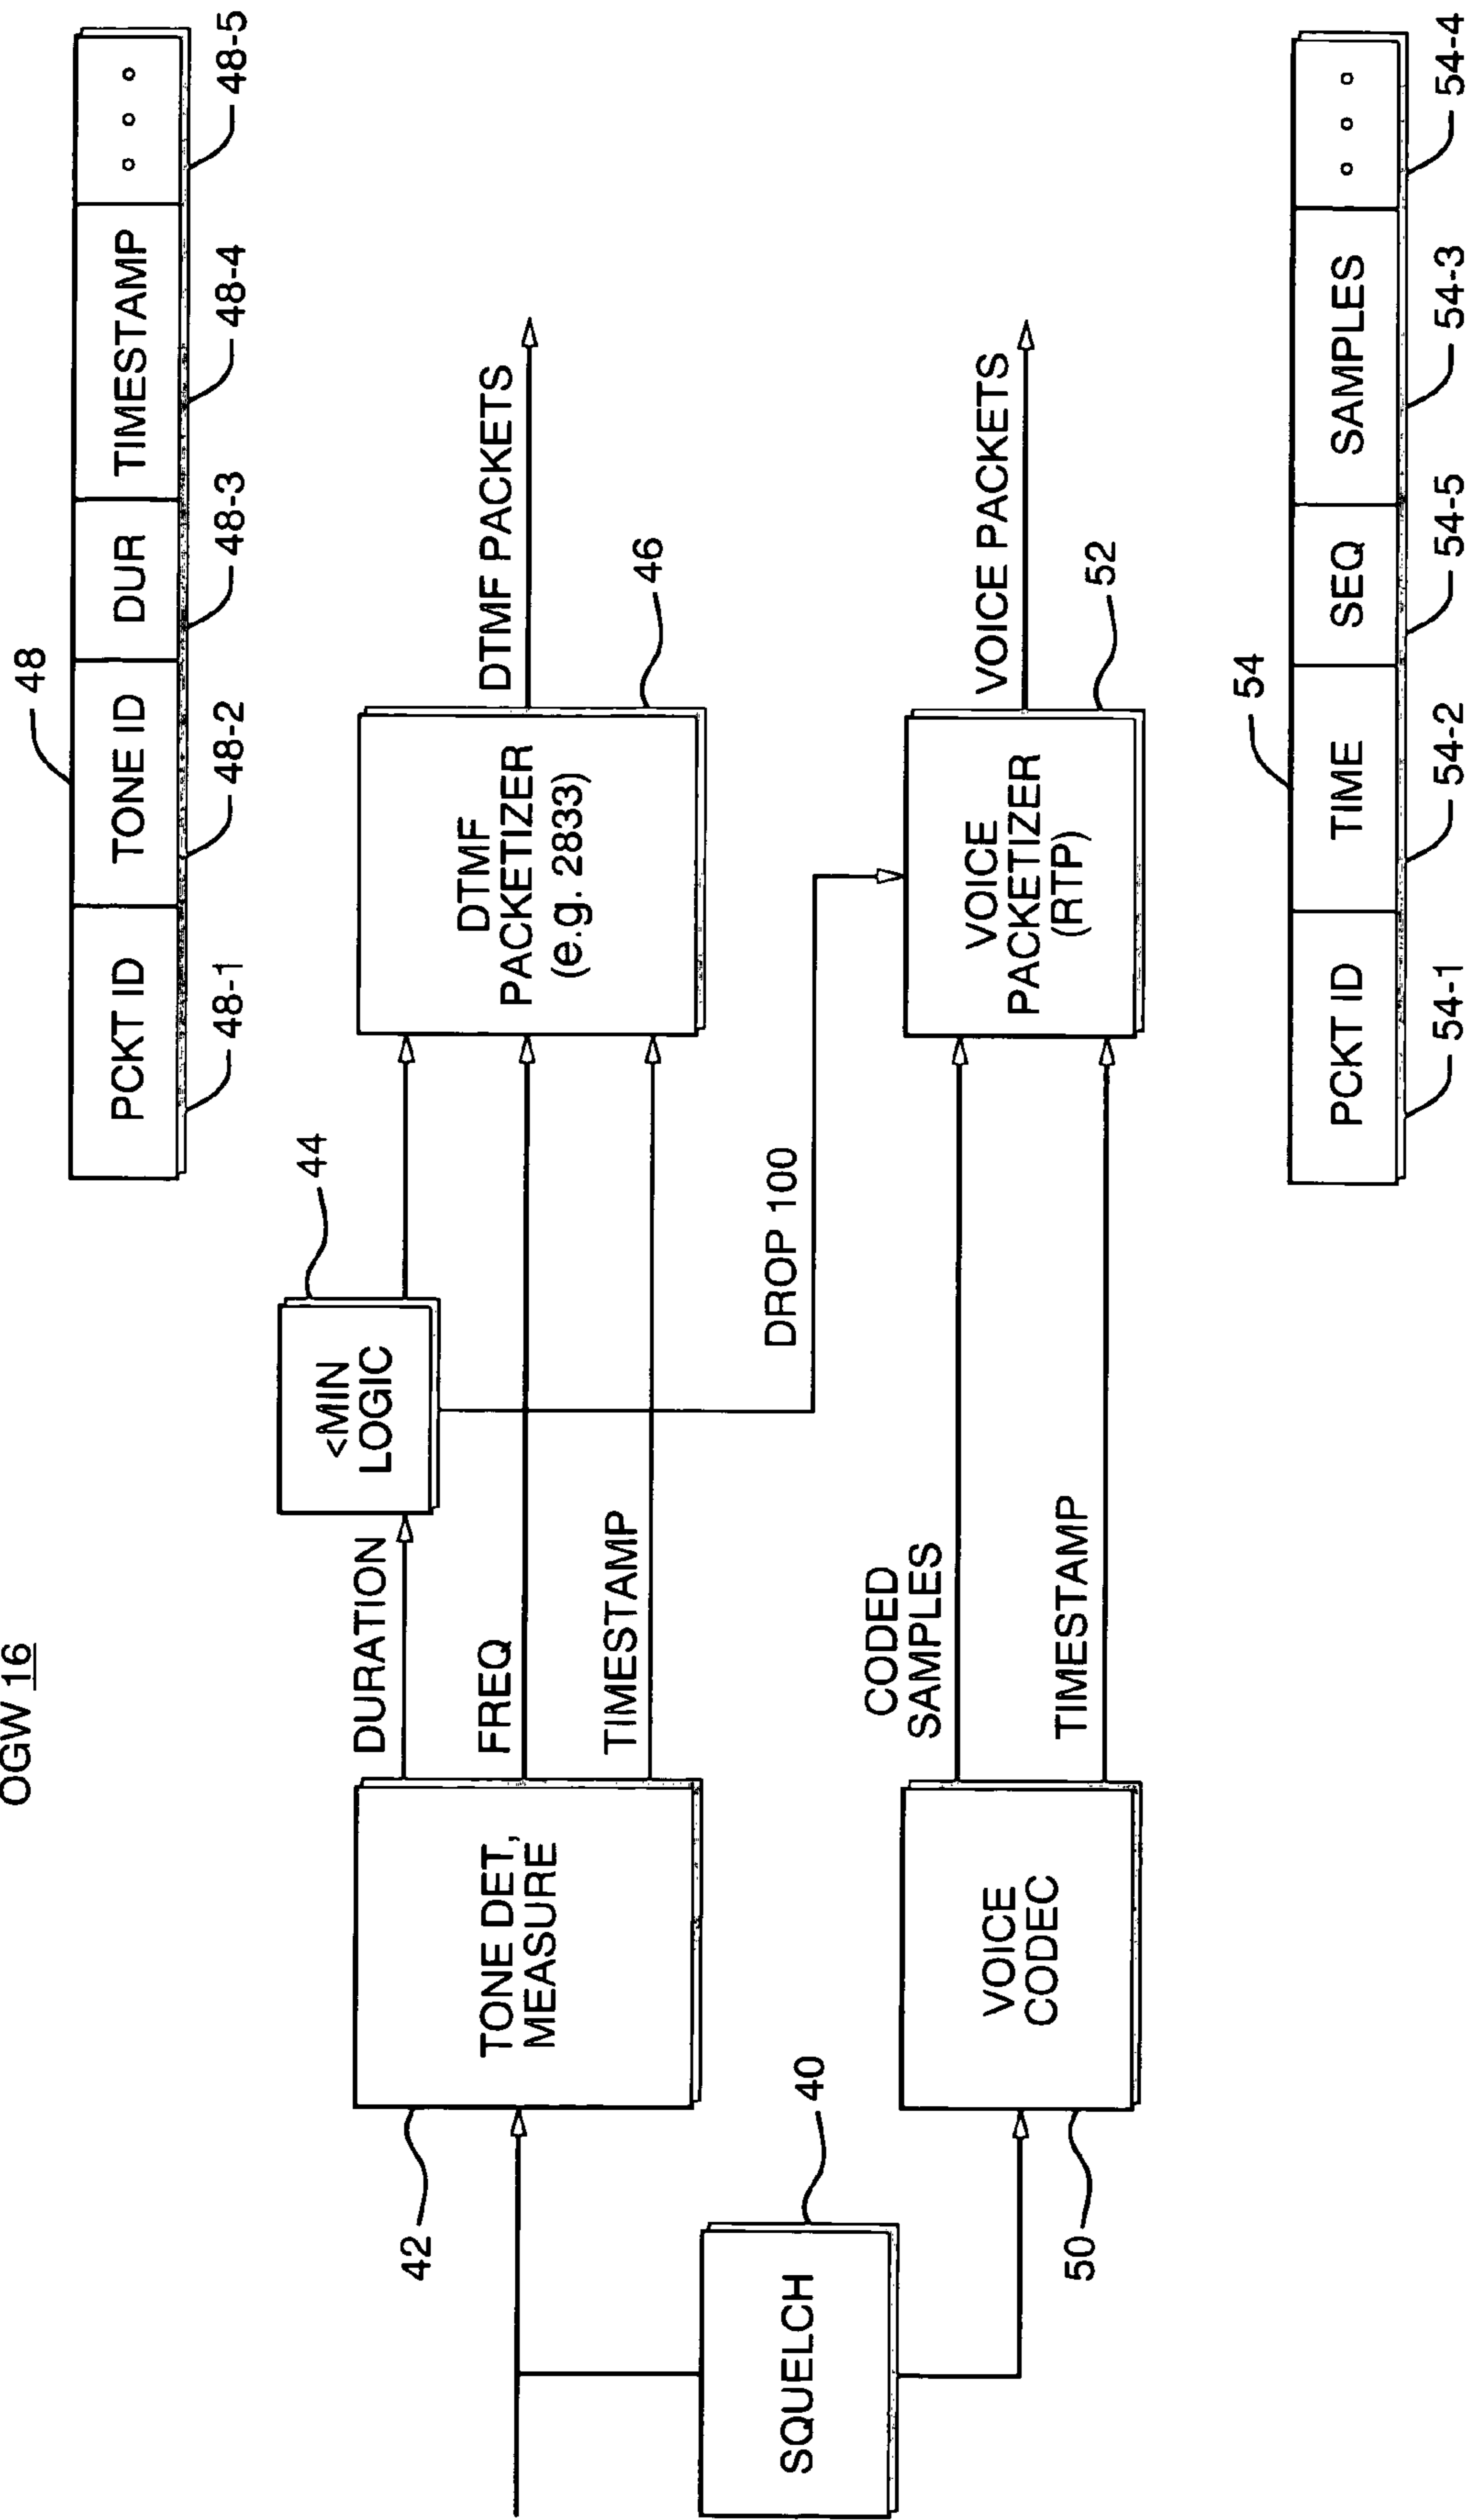 OGW 16
48
PCKT ID
TONE ID
DUR
TIMESTAMP
48-1
48-2
48-3
48-4
48-5
44
<MIN
LOGIC
DURATION
FREQ
TIMESTAMP
TONE DET,
MEASURE
42
DTMF
PACKETIZER
(e.g. 2833)
DTMF PACKETS
46
DROP 100
SQUELCH
40
VOICE
CODEC
50
CODED
SAMPLES
TIMESTAMP
VOICE
PACKETIZER
(RTP)
VOICE PACKETS
52
54
PCKT ID
TIME
SEQ
SAMPLES
54-1
54-2
54-5
54-3
54-4